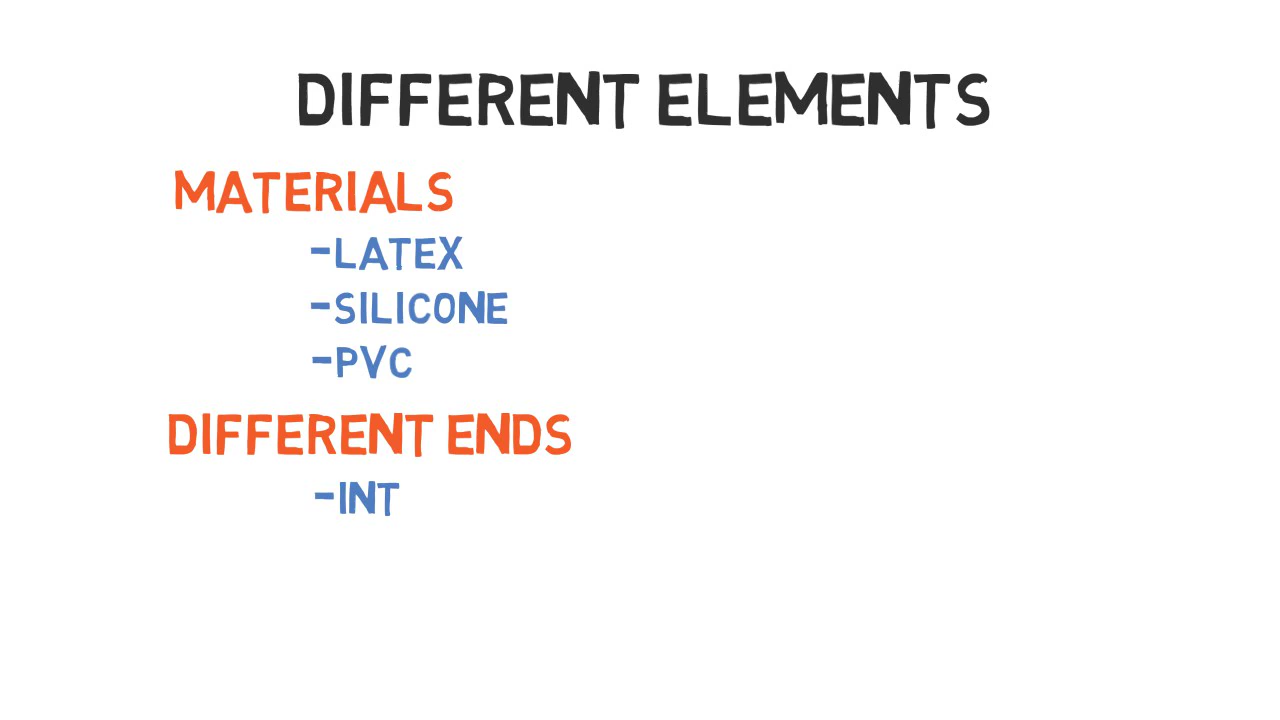 DIFFERENT ELEMENTS
MATERIALS
-LATEX
-SILICONE
-PVC
DIFFERENT ENDS
-INT